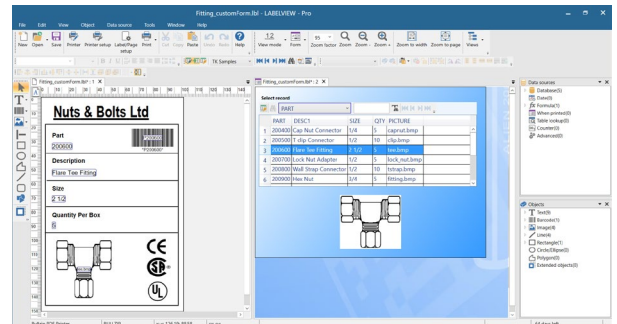 Fitting_customForm.lbl - LABELVIEW - Pro
File Edit View Object Data source Tools Window Help
New Open Save Printer Printer setup Label/Page setup Print Cut Copy Paste Undo Redo Help View mode Form Zoom factor Zoom Zoom - Zoom + Zoom to width Zoom to page Views
TK Samples
Fitting_customForm.lbl*: 1
Nuts & Bolts Ltd
Part
200600
*P200600*
Description
Flare Tee Fitting
Size
2 1/2
Quantity Per Box
5
CE
SR
UL
Fitting_customForm.lbl*: 2
Select record
PART
PART DESC1 SIZE QTY PICTURE
1 200400 Cap Nut Connector 1/4 5 capnut.bmp
2 200500 T clip Connector 1/2 10 clip.bmp
3 200600 Flare Tee Fitting 2 1/2 5 tee.bmp
4 200700 Lock Nut Adapter 1/2 5 lock_nut.bmp
5 200800 Wall Strap Connector 1/2 10 tstrap.bmp
6 200900 Hex Nut 3/4 5 fitting.bmp
Data sources
Database(5)
Date(0)
Formula(1)
When printed(0)
Table lookup(0)
Counter(0)
Advanced(0)
Objects
Text(9)
Barcode(1)
Image(4)
Line(4)
Rectangle(1)
Circle/Ellipse(0)
Polygon(0)
Extended objects(0)